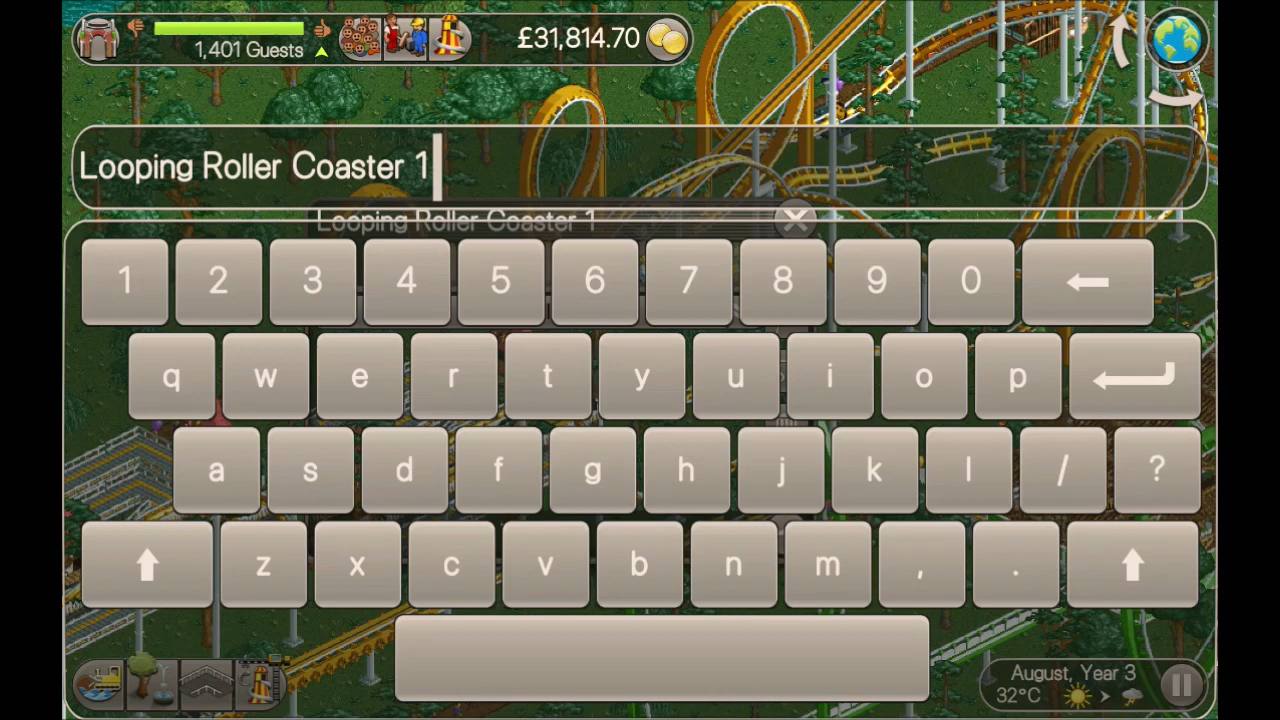 1,401 Guests
£31,814.70
Looping Roller Coaster 1
Looping Roller Coaster 1
1 2 3 4 5 6 7 8 9 0
q w e r t y u i o p
a s d f g h j k l / ?
z x c v b n m , .
August, Year 3
32°C